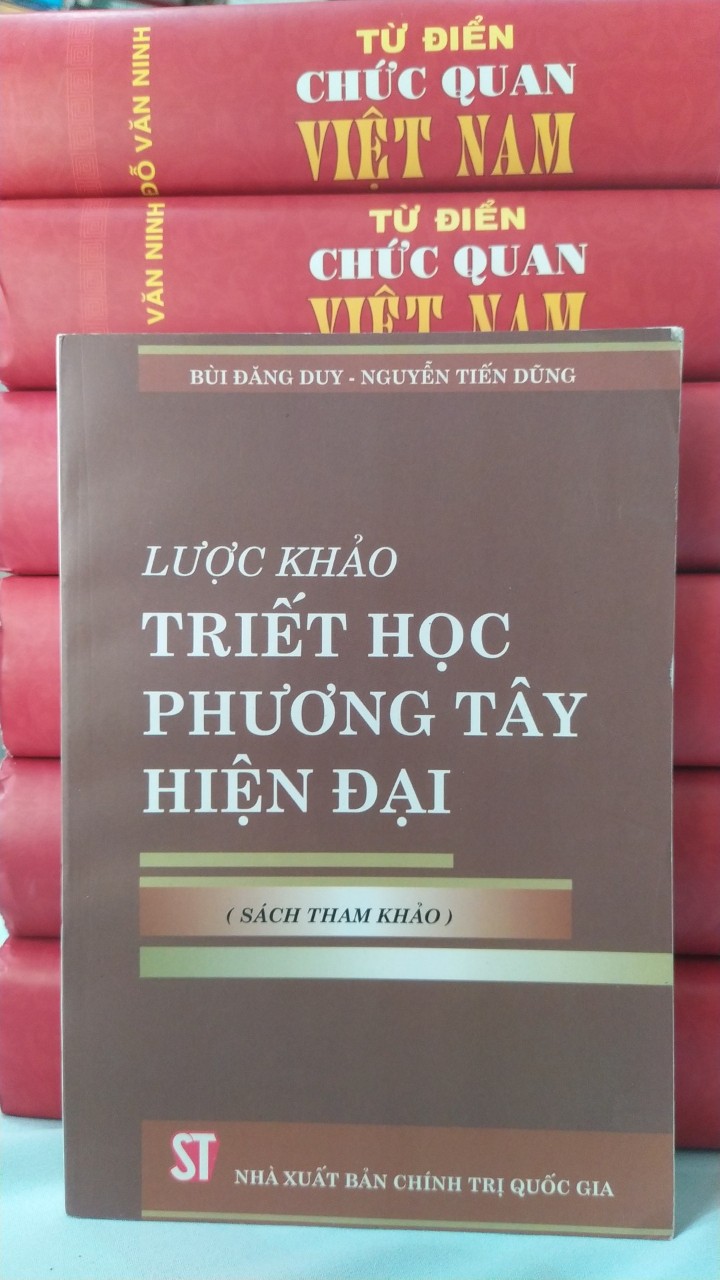 TỪ ĐIỂN
CHỨC QUAN
VIỆT NAM
ĐỖ VĂN NINH
TỪ ĐIỂN
CHỨC QUAN
VIỆT NAM
VĂN NINH
BÙI ĐĂNG DUY - NGUYỄN TIẾN DŨNG
LƯỢC KHẢO
TRIẾT HỌC
PHƯƠNG TÂY
HIỆN ĐẠI
( SÁCH THAM KHẢO )
ST
NHÀ XUẤT BẢN CHÍNH TRỊ QUỐC GIA